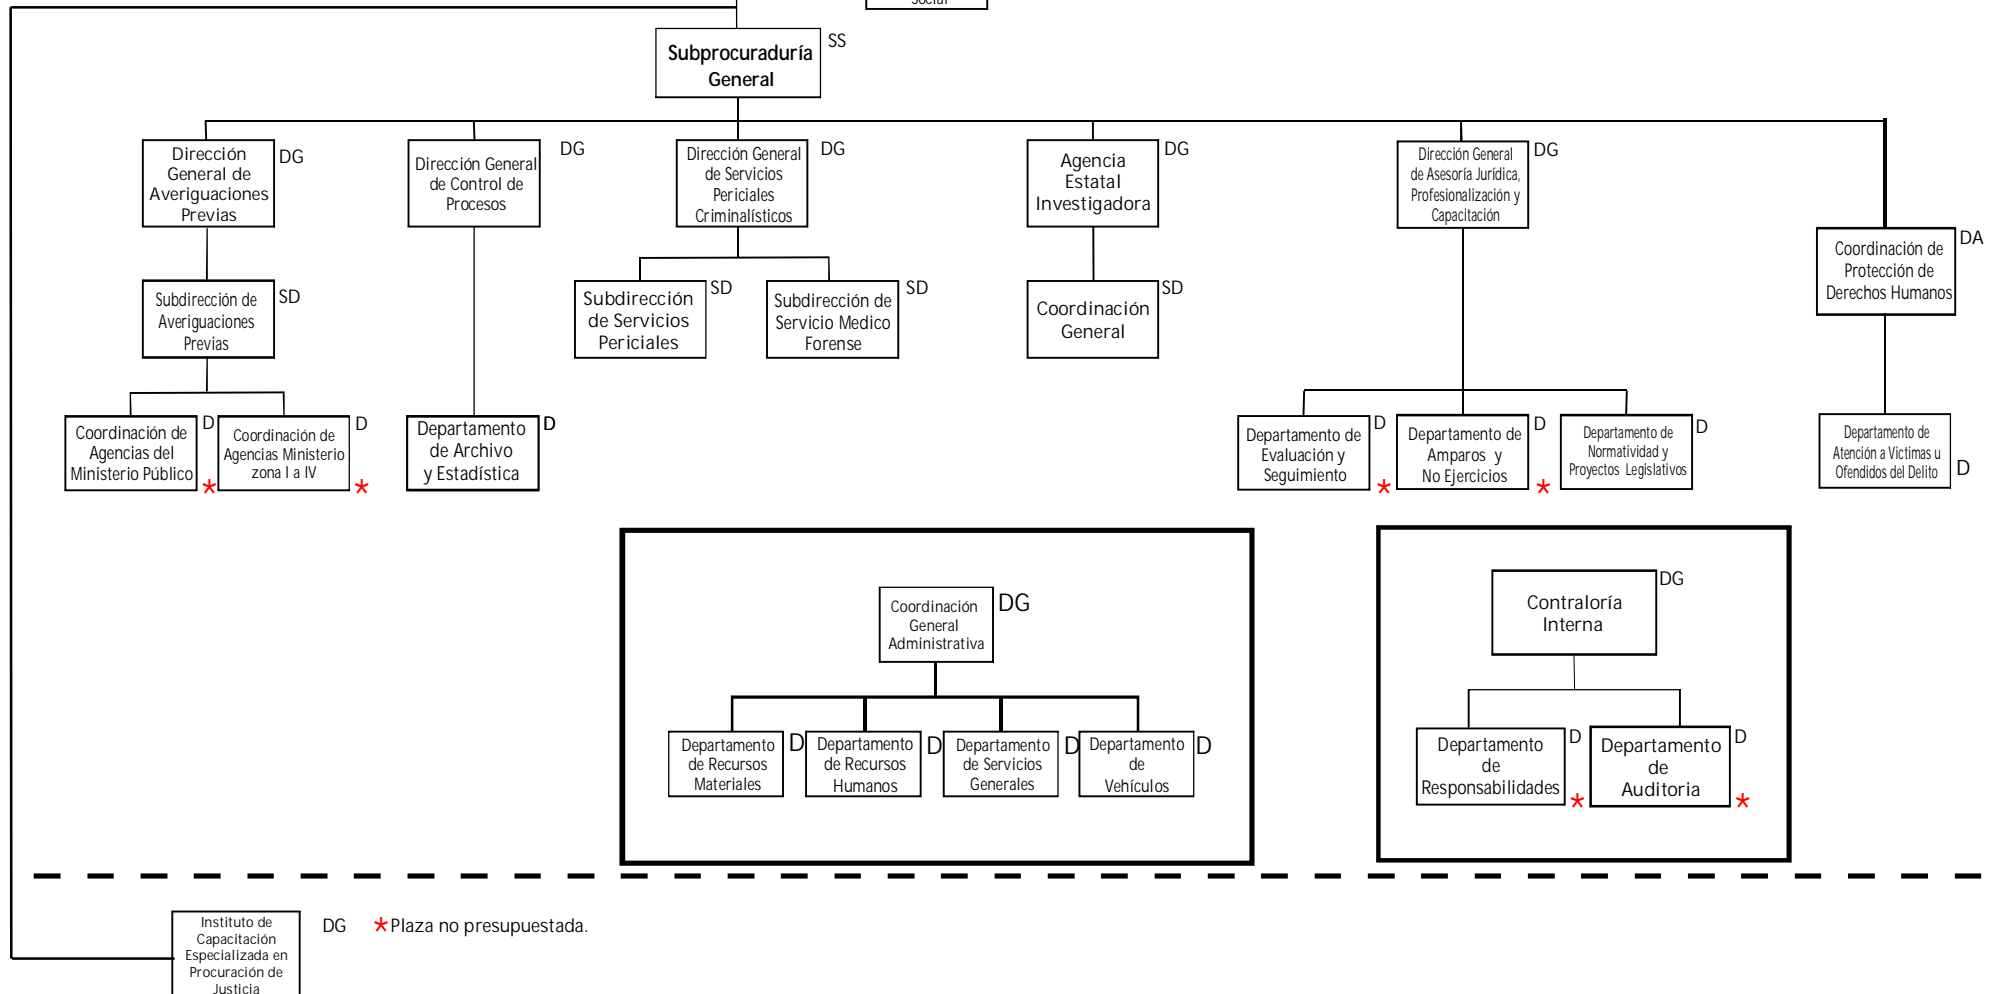 Social
Subprocuraduría
General
SS
Dirección
General de
Averiguaciones
Previas
DG
Dirección General
de Control de
Procesos
DG
Dirección General
de Servicios
Periciales
Criminalísticos
DG
Agencia
Estatal
Investigadora
DG
Dirección General
de Asesoría Jurídica,
Profesionalización y
Capacitación
DG
Coordinación de
Protección de
Derechos Humanos
DA
Subdirección de
Averiguaciones
Previas
SD
Subdirección
de Servicios
Periciales
SD
Subdirección de
Servicio Medico
Forense
SD
Coordinación
General
SD
Coordinación de
Agencias del
Ministerio Público
D
*
Coordinación de
Agencias Ministerio
zona I a IV
D
*
Departamento
de Archivo
y Estadística
D
Departamento de
Evaluación y
Seguimiento
D
*
Departamento de
Amparos y
No Ejercicios
D
*
Departamento de
Normatividad y
Proyectos Legislativos
D
Departamento de
Atención a Victimas u
Ofendidos del Delito
D
Coordinación
General
Administrativa
DG
Departamento
de Recursos
Materiales
D
Departamento
de Recursos
Humanos
D
Departamento
de Servicios
Generales
D
Departamento
de
Vehículos
D
Contraloría
Interna
DG
Departamento
de
Responsabilidades
D
*
Departamento
de
Auditoria
D
*
Instituto de
Capacitación
Especializada en
Procuración de
Justicia
DG
*Plaza no presupuestada.